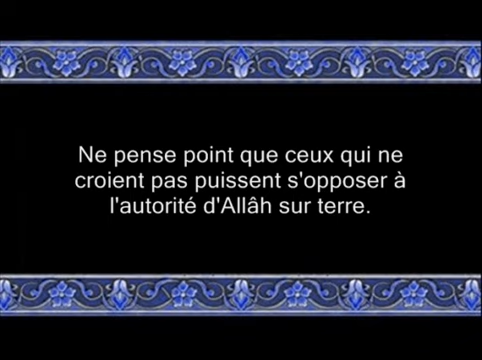 Ne pense point que ceux qui ne
croient pas puissent s'opposer à
l'autorité d'Allâh sur terre.